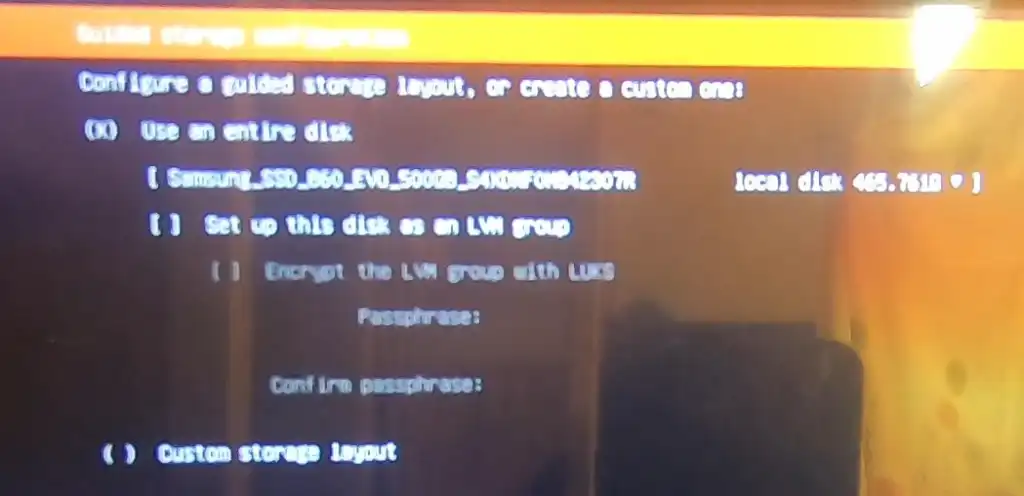 Guided storage configuration
Configure a guided storage layout, or create a custom one:
(X) Use an entire disk
[ local disk 465.761G ▾ ]
[ ] Set up this disk as an LVM group
[ ] Encrypt the LVM group with LUKS
Passphrase:
Confirm passphrase:
( ) Custom storage layout